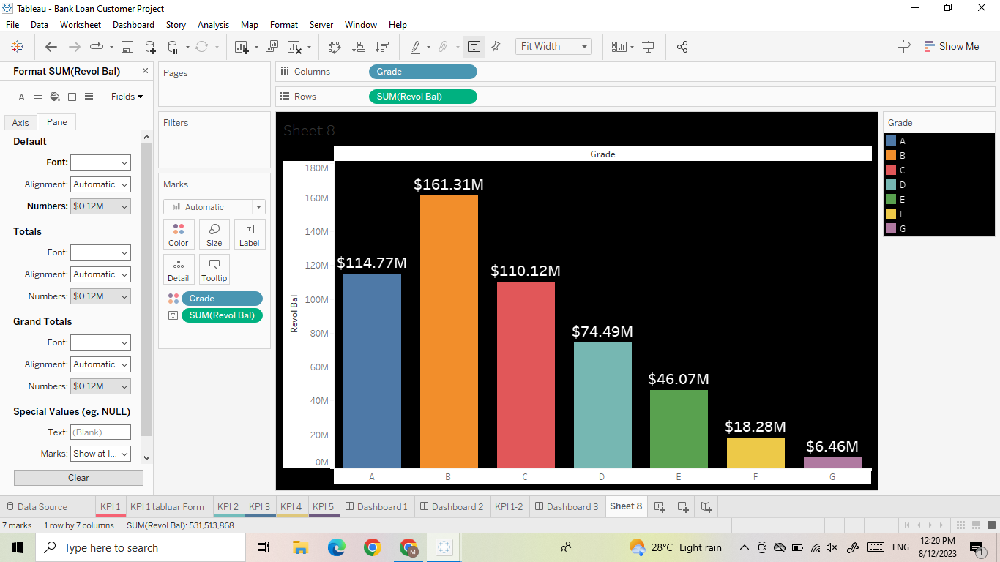 Tableau - Bank Loan Customer Project
File Data Worksheet Dashboard Story Analysis Map Format Server Window Help
Fit Width
Show Me
Format SUM(Revol Bal)
Fields
Axis Pane
Default
Font:
Alignment: Automatic
Numbers: $0.12M
Totals
Font:
Alignment: Automatic
Numbers: $0.12M
Grand Totals
Font:
Alignment: Automatic
Numbers: $0.12M
Special Values (eg. NULL)
Text: (Blank)
Marks: Show at I...
Clear
Pages
Filters
Marks
Automatic
Color Size Label
Detail Tooltip
Grade
SUM(Revol Bal)
Columns Grade
Rows SUM(Revol Bal)
Sheet 8
Grade
180M
160M
140M
120M
100M
80M
60M
40M
20M
0M
Revol Bal
$114.77M
$161.31M
$110.12M
$74.49M
$46.07M
$18.28M
$6.46M
A B C D E F G
Grade
A
B
C
D
E
F
G
Data Source KPI 1 KPI 1 tabluar Form KPI 2 KPI 3 KPI 4 KPI 5 Dashboard 1 Dashboard 2 KPI 1-2 Dashboard 3 Sheet 8
7 marks 1 row by 7 columns SUM(Revol Bal): 531,513,868
Type here to search
M
28°C Light rain
ENG
12:20 PM
8/12/2023
1